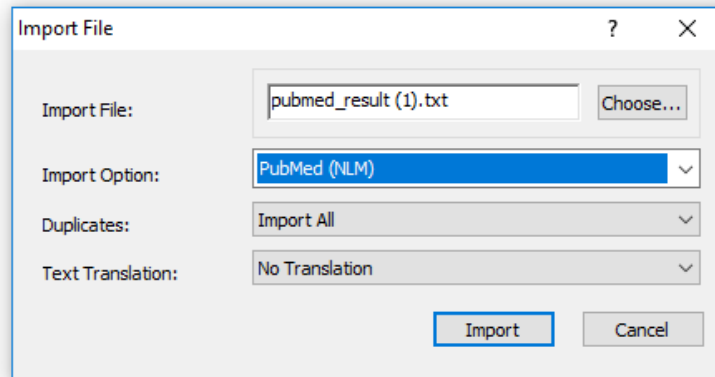 Import File
?
Import File: pubmed_result (1).txt Choose...
Import Option: PubMed (NLM)
Duplicates: Import All
Text Translation: No Translation
Import Cancel